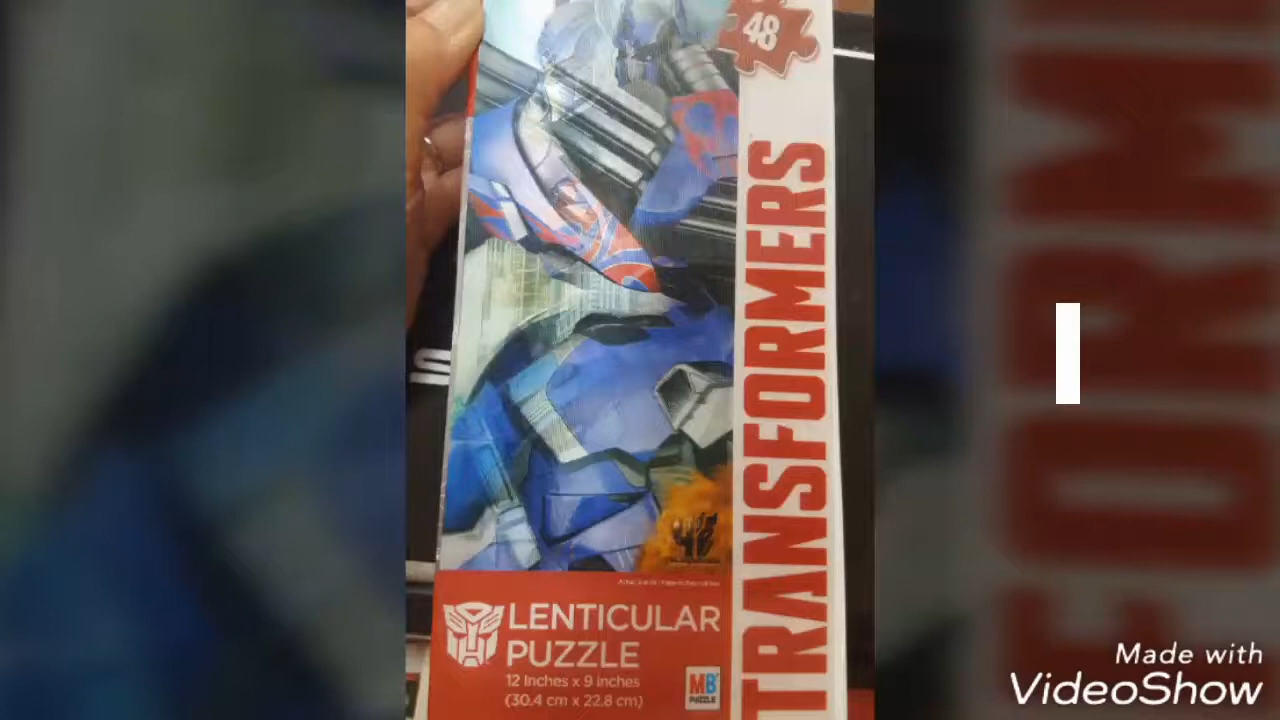 48
TRANSFORMERS
LENTICULAR
PUZZLE
12 Inches x 9 inches
(30.4 cm x 22.8 cm)
MB
PUZZLE
I
Made with
VideoShow